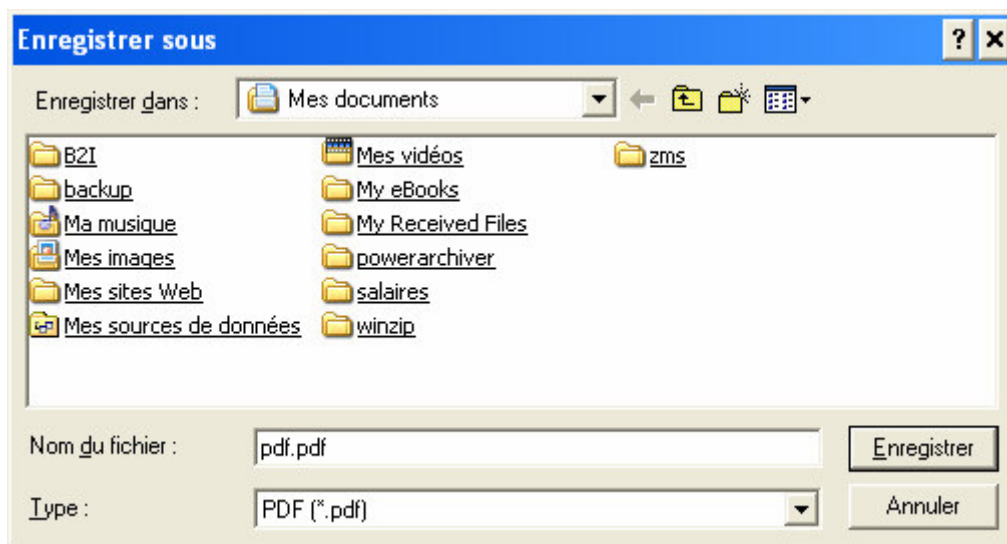 Enregistrer sous
Enregistrer dans : Mes documents
B2I Mes vidéos zms
backup My eBooks
Ma musique My Received Files
Mes images powerarchiver
Mes sites Web salaires
Mes sources de données winzip
Nom du fichier : pdf.pdf Enregistrer
Type : PDF (*.pdf) Annuler